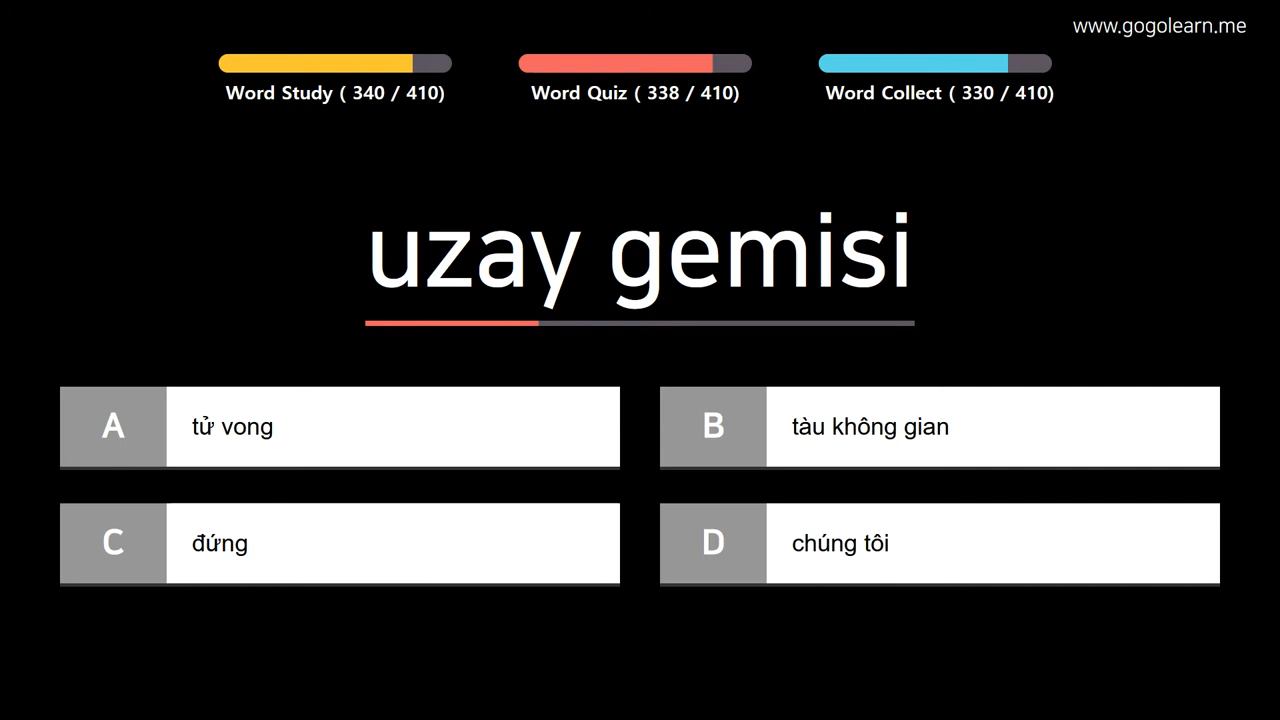 www.gogolearn.me
Word Study ( 340 / 410)
Word Quiz ( 338 / 410)
Word Collect ( 330 / 410)
uzay gemisi
A
tử vong
B
tàu không gian
C
đứng
D
chúng tôi